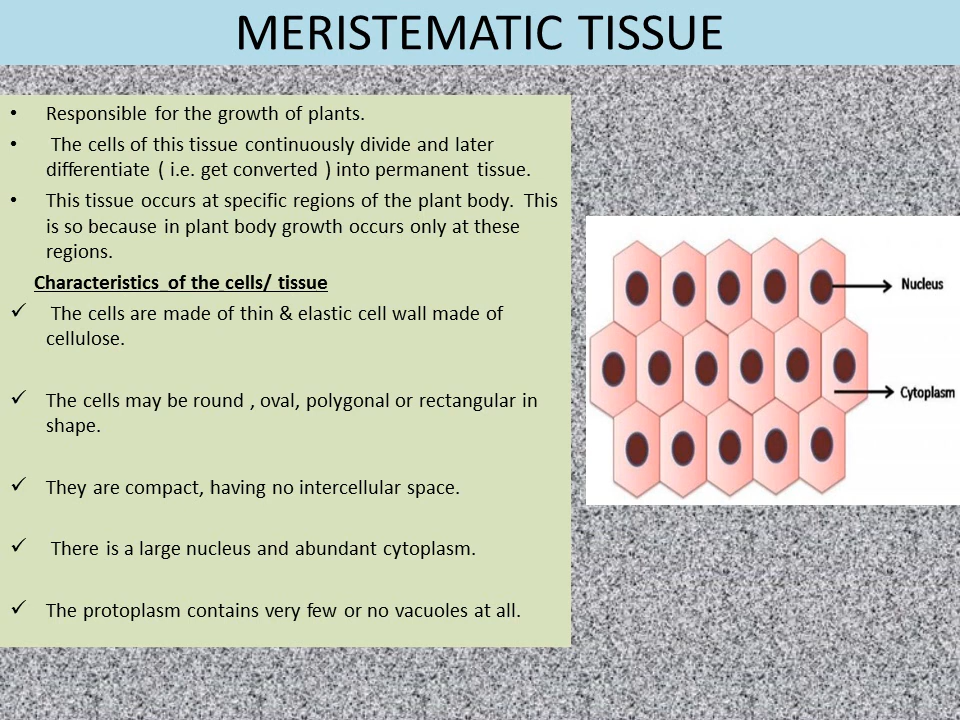 MERISTEMATIC TISSUE
• Responsible for the growth of plants.
• The cells of this tissue continuously divide and later
differentiate ( i.e. get converted ) into permanent tissue.
• This tissue occurs at specific regions of the plant body. This
is so because in plant body growth occurs only at these
regions.
Characteristics of the cells/ tissue
✓ The cells are made of thin & elastic cell wall made of
cellulose.
✓ The cells may be round , oval, polygonal or rectangular in
shape.
✓ They are compact, having no intercellular space.
✓ There is a large nucleus and abundant cytoplasm.
✓ The protoplasm contains very few or no vacuoles at all.
Nucleus
Cytoplasm